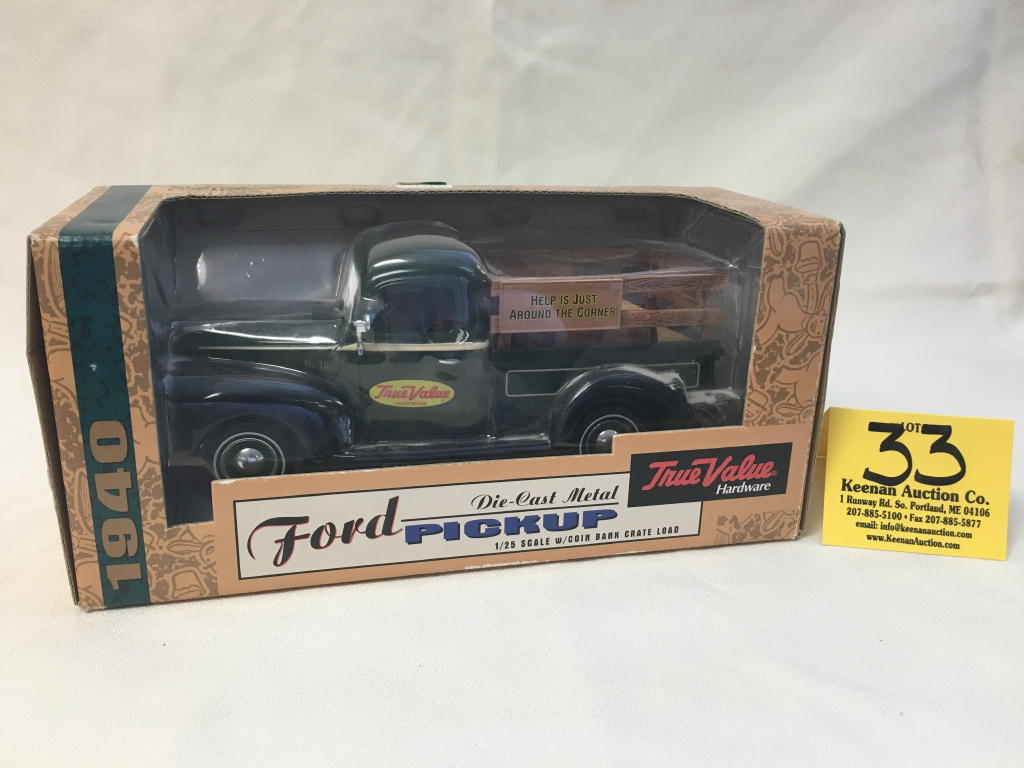 1940
HELP IS JUST
AROUND THE CORNER
True Value
HARDWARE
True Value
Hardware
Die-Cast Metal
Ford
PICKUP
1/25 SCALE W/COIN BANK CRATE LOAD
LOT
33
Keenan Auction Co.
1 Runway Rd. So. Portland, ME 04106
207-885-5100 • Fax 207-885-5877
email: info@keenanauction.com
www.KeenanAuction.com